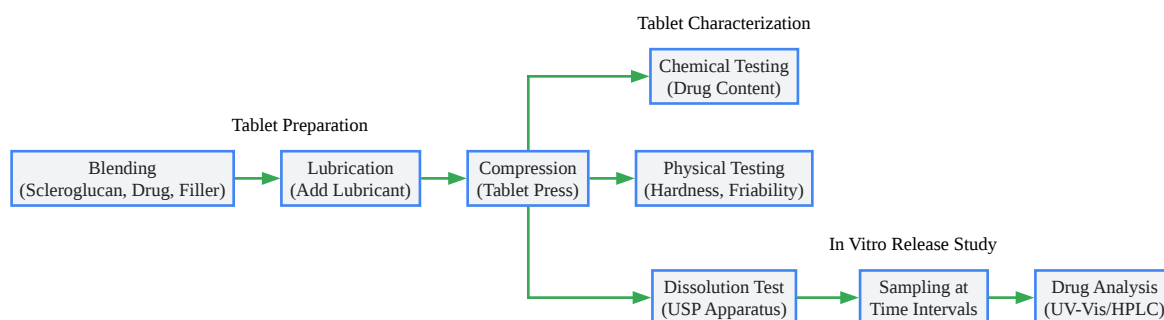 Tablet Characterization
Chemical Testing
(Drug Content)
Tablet Preparation
Blending
(Scleroglucan, Drug, Filler)
Lubrication
(Add Lubricant)
Compression
(Tablet Press)
Physical Testing
(Hardness, Friability)
In Vitro Release Study
Dissolution Test
(USP Apparatus)
Sampling at
Time Intervals
Drug Analysis
(UV-Vis/HPLC)